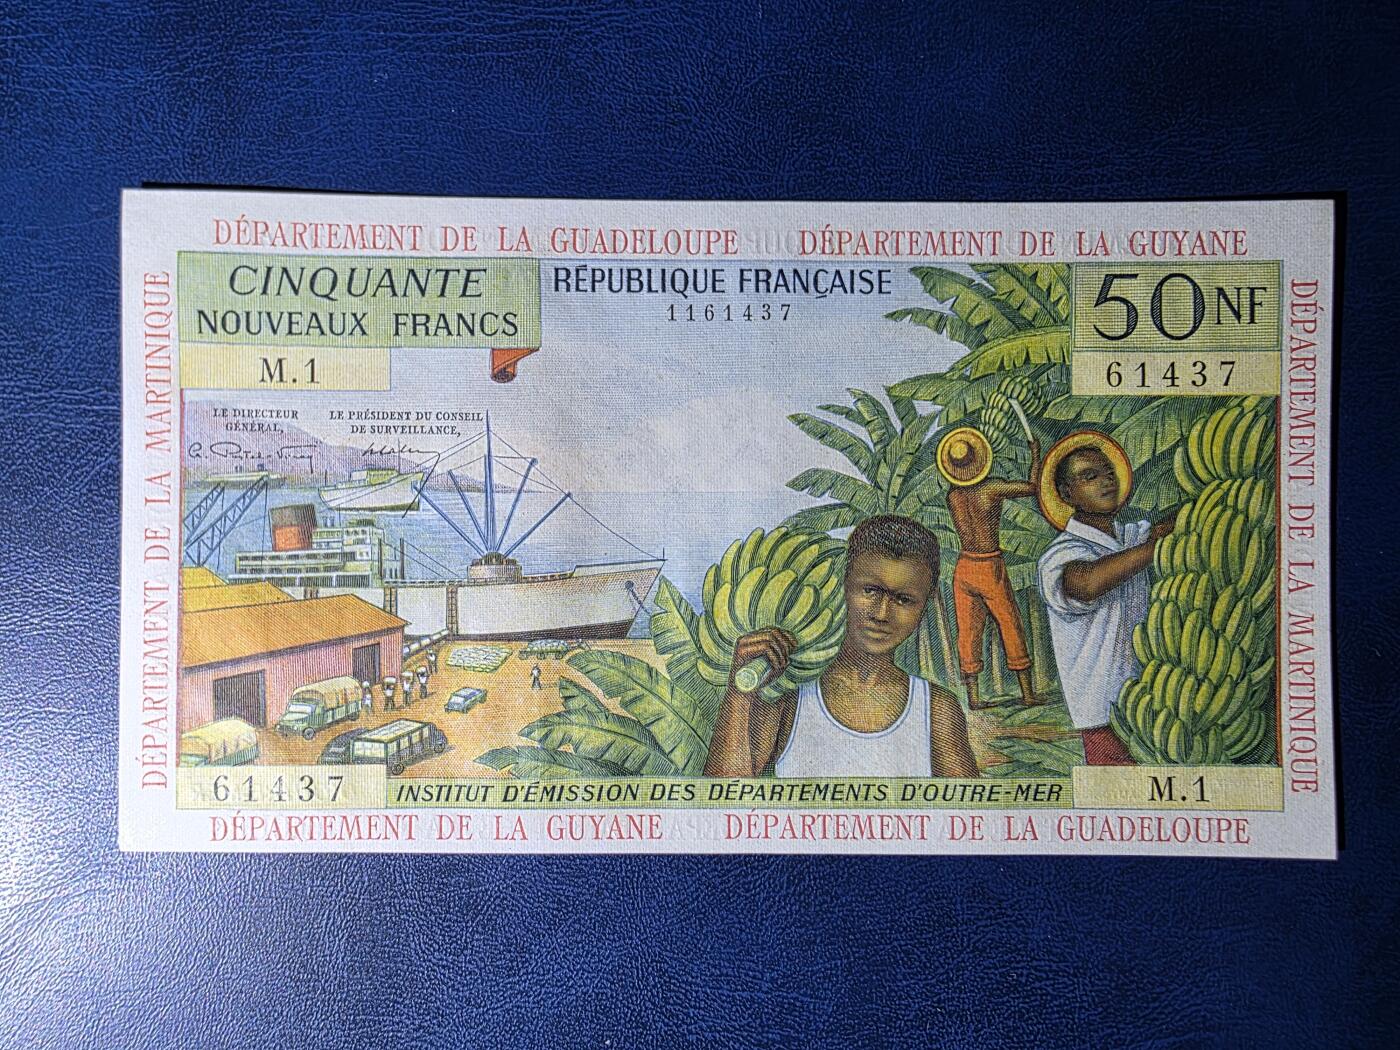 DÉPARTEMENT DE LA GUADELOUPE DÉPARTEMENT DE LA GUYANE
CINQUANTE
NOUVEAUX FRANCS
RÉPUBLIQUE FRANÇAISE
1161437
50 NF
M.1
61437
LE DIRECTEUR
GÉNÉRAL,
LE PRÉSIDENT DU CONSEIL
DE SURVEILLANCE,
DÉPARTEMENT DE LA MARTINIQUE
DÉPARTEMENT DE LA MARTINIQUE
61437
INSTITUT D'ÉMISSION DES DÉPARTEMENTS D'OUTRE-MER
M.1
DÉPARTEMENT DE LA GUYANE DÉPARTEMENT DE LA GUADELOUPE